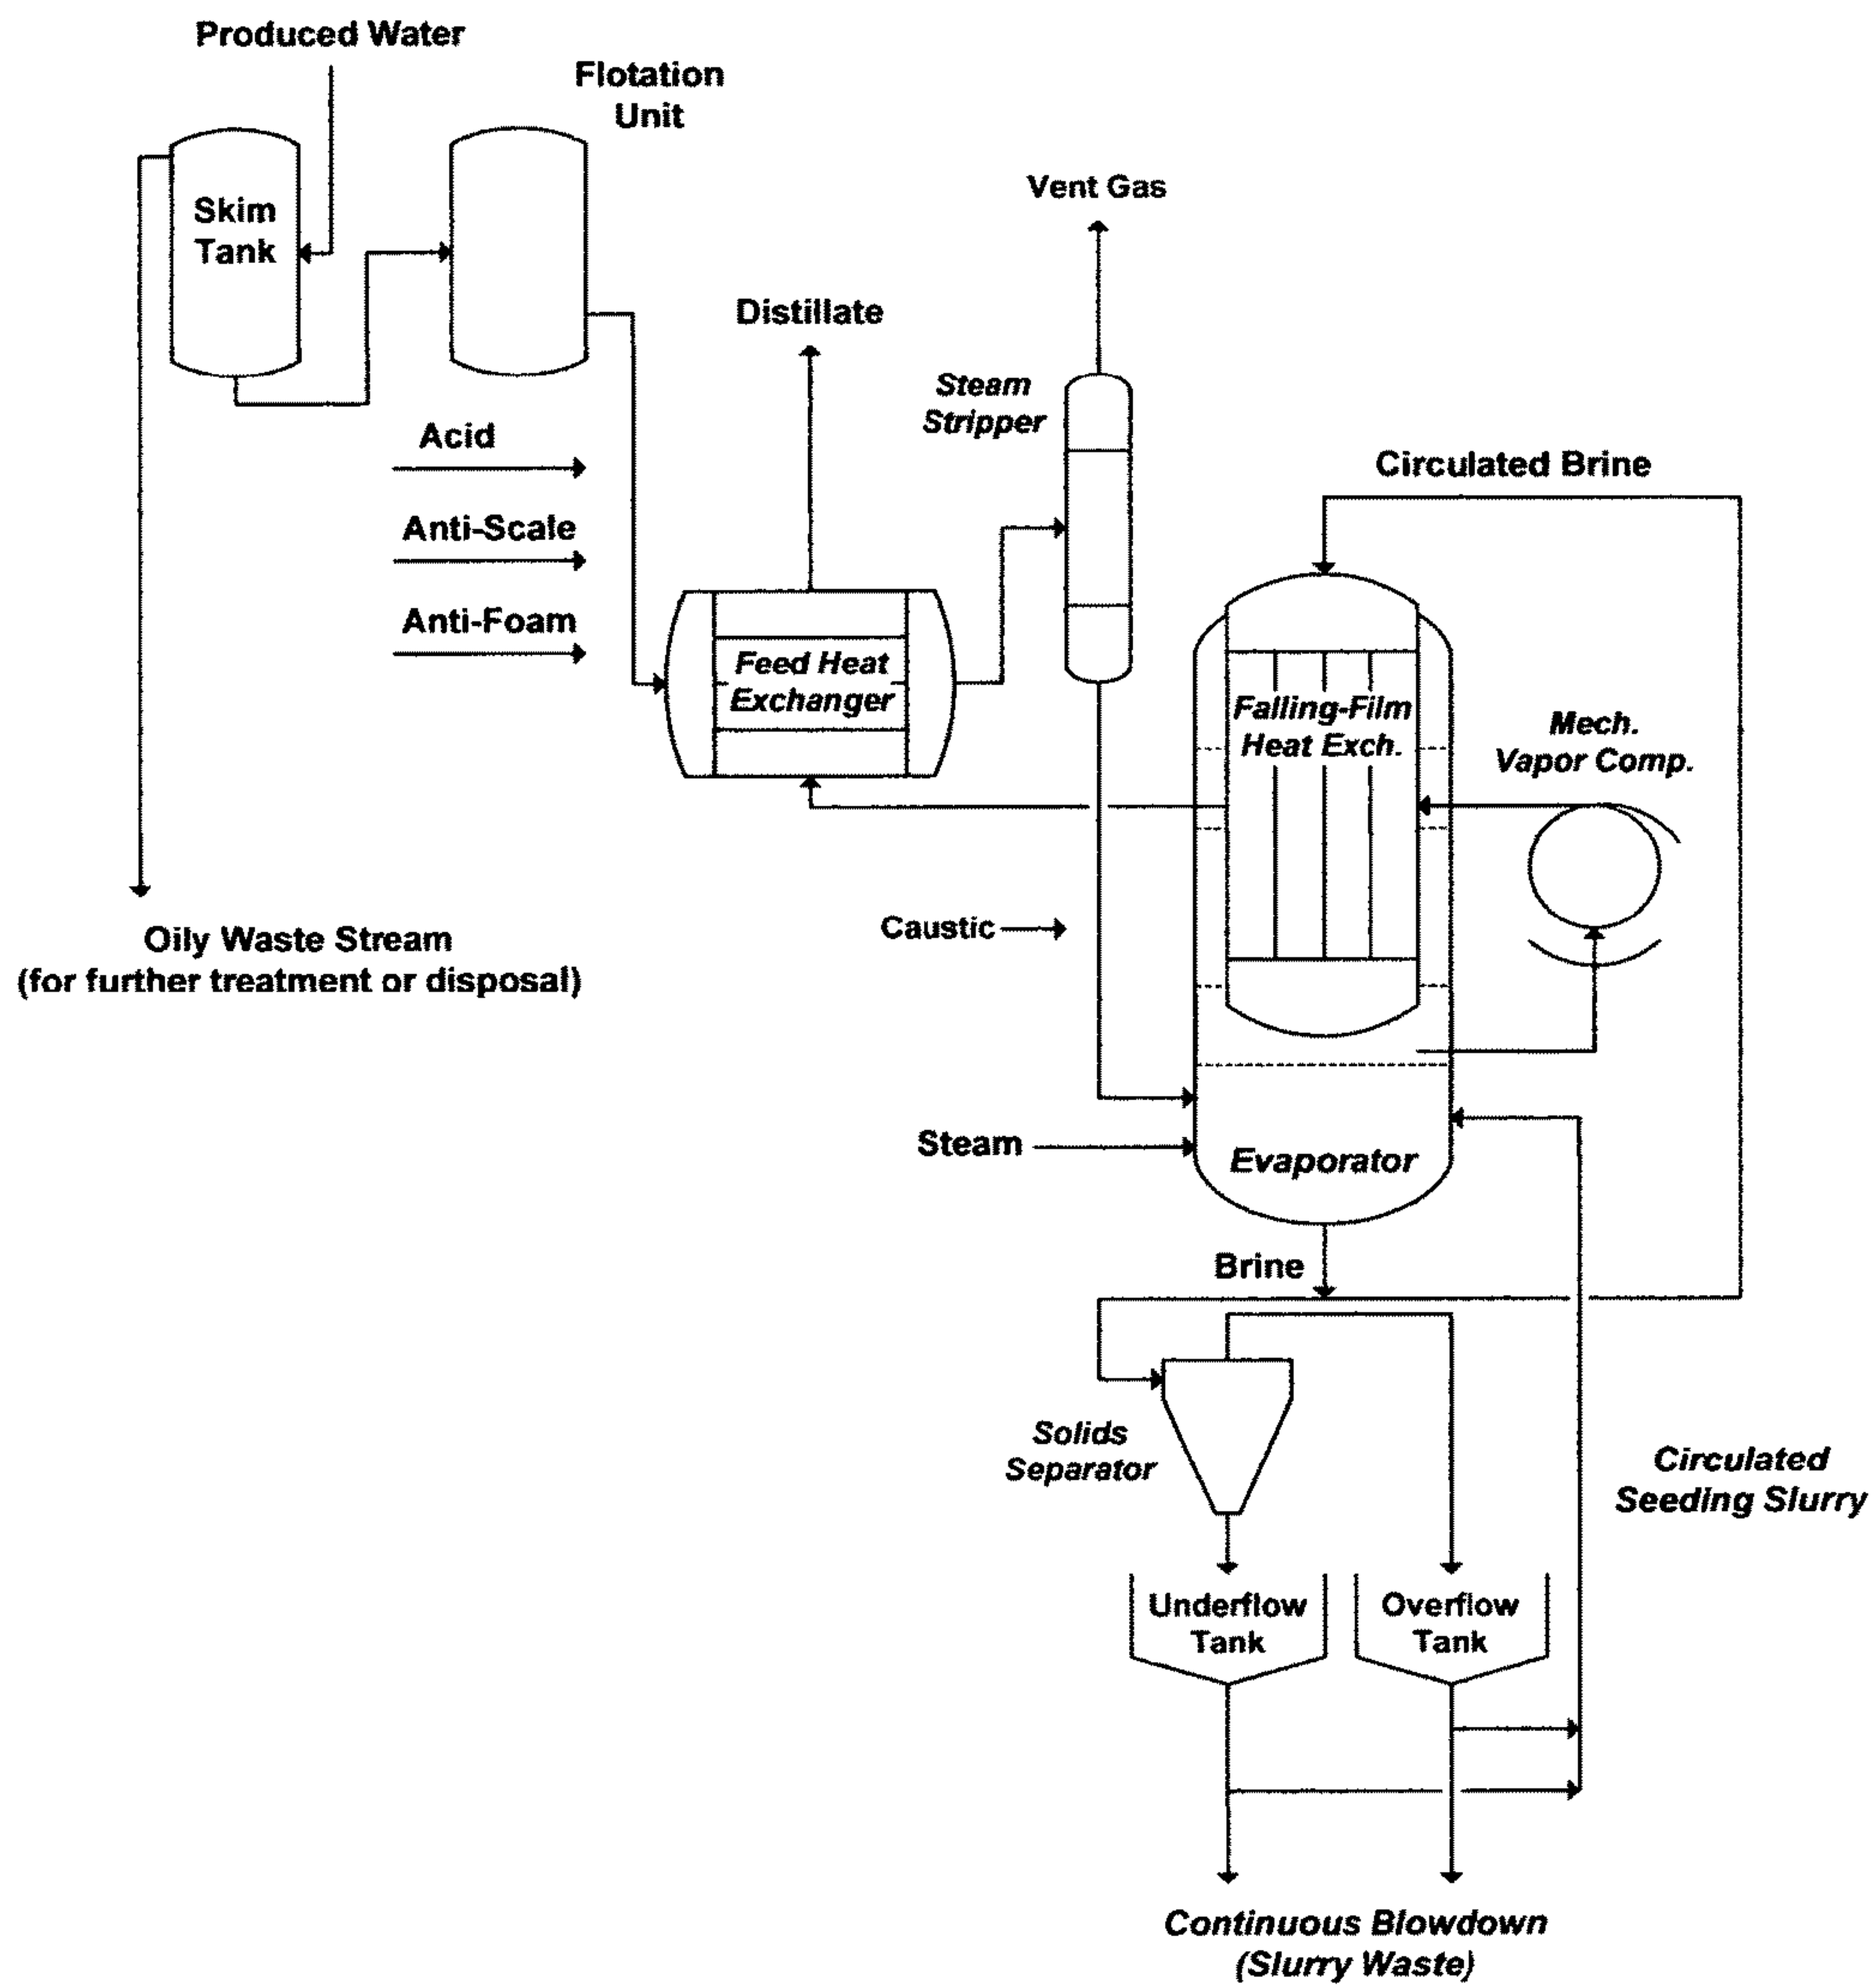 Produced Water
Flotation
Unit
Skim
Tank
Vent Gas
Distillate
Steam
Stripper
Acid
Circulated Brine
Anti-Scale
Anti-Foam
Feed Heat
Exchanger
Falling-Film
Heat Exch.
Mech.
Vapor Comp.
Caustic
Oily Waste Stream
(for further treatment or disposal)
Steam
Evaporator
Brine
Solids
Separator
Circulated
Seeding Slurry
Underflow
Tank
Overflow
Tank
Continuous Blowdown
(Slurry Waste)